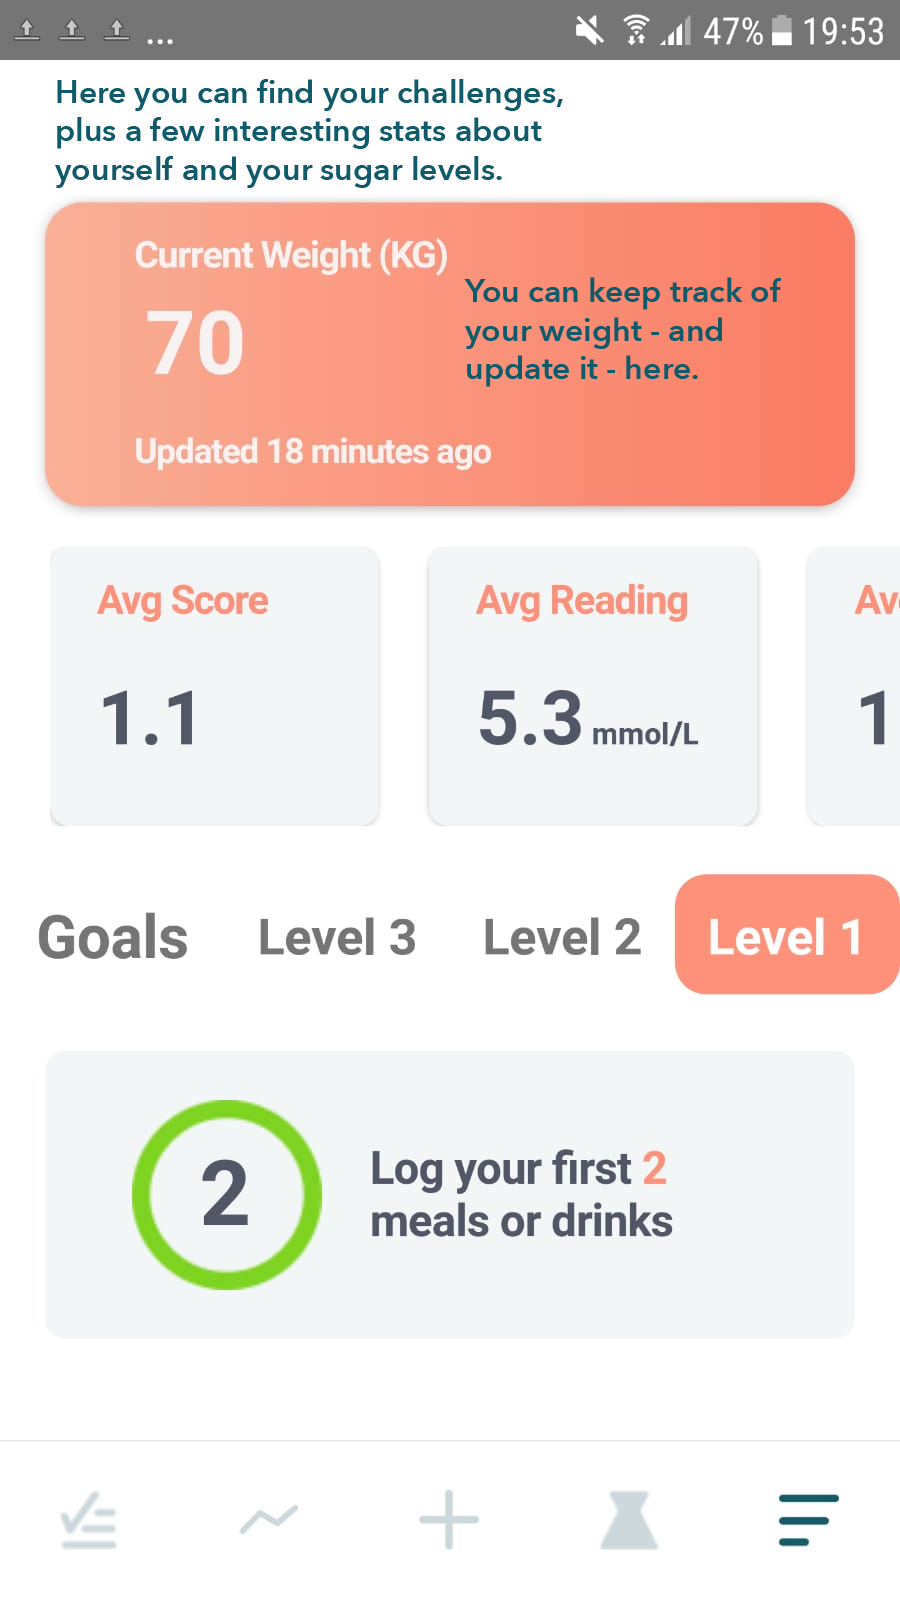 ... 47% 19:53
Here you can find your challenges,
plus a few interesting stats about
yourself and your sugar levels.
Current Weight (KG)
70
You can keep track of
your weight - and
update it - here.
Updated 18 minutes ago
Avg Score
1.1
Avg Reading
5.3 mmol/L
Av
1
Goals Level 3 Level 2 Level 1
2
Log your first 2
meals or drinks